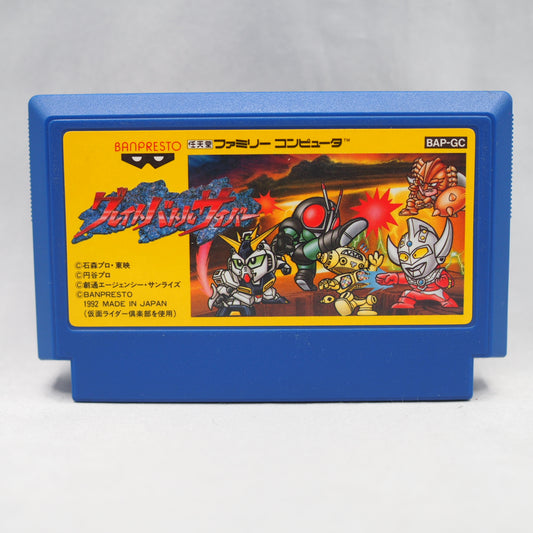 BANPRESTO
任天堂 ファミリー コンピュータ™
BAP-GC
グレイトバトルサイバー
©石森プロ・東映
©円谷プロ
©創通エージェンシー・サンライズ
©BANPRESTO
1992 MADE IN JAPAN
(仮面ライダー倶楽部を使用)